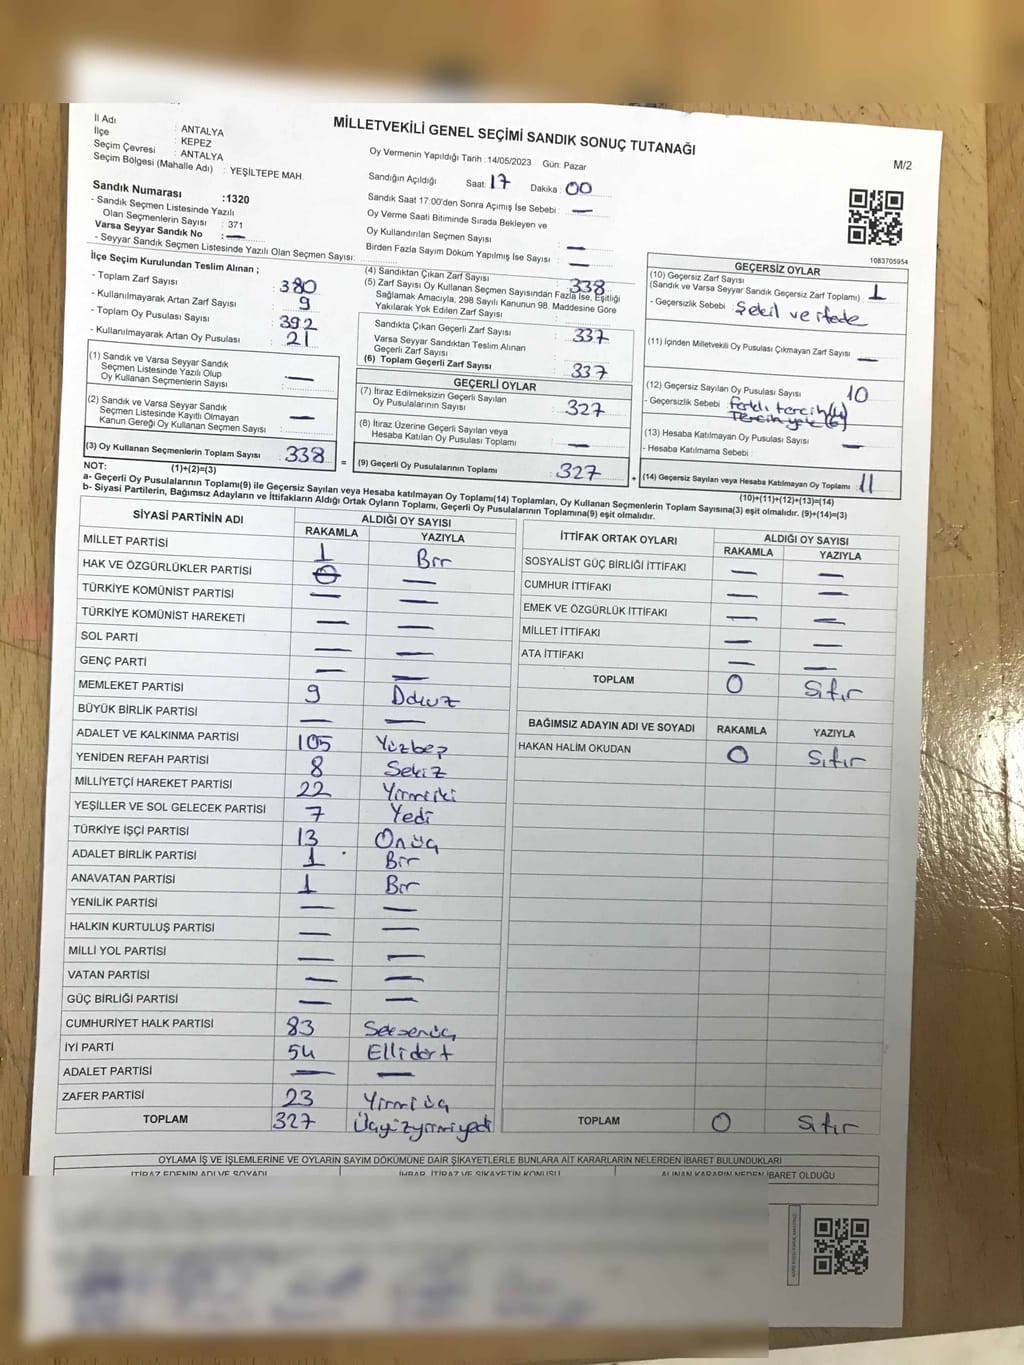 İl Adı : ANTALYA
İlçe : KEPEZ
Seçim Çevresi : ANTALYA
Seçim Bölgesi (Mahalle Adı) : YEŞİLTEPE MAH.
MİLLETVEKİLİ GENEL SEÇİMİ SANDIK SONUÇ TUTANAĞI
M/2
Oy Vermenin Yapıldığı Tarih :14/05/2023 Gün: Pazar
Sandığın Açıldığı Saat: 17 Dakika : 00
Sandık Saat 17:00'den Sonra Açımış İse Sebebi : —
Oy Verme Saati Bitiminde Sırada Bekleyen ve
Oy Kullandırılan Seçmen Sayısı : —
Birden Fazla Sayım Döküm Yapılmış İse Sayısı : —
1083705954
Sandık Numarası :1320
- Sandık Seçmen Listesinde Yazılı
Olan Seçmenlerin Sayısı : 371
Varsa Seyyar Sandık No : —
- Seyyar Sandık Seçmen Listesinde Yazılı Olan Seçmen Sayısı:
İlçe Seçim Kurulundan Teslim Alınan ;
- Toplam Zarf Sayısı : 380
- Kullanılmayarak Artan Zarf Sayısı : 9
- Toplam Oy Pusulası Sayısı : 392
- Kullanılmayarak Artan Oy Pusulası : 21
(1) Sandık ve Varsa Seyyar Sandık
Seçmen Listesinde Yazılı Olup
Oy Kullanan Seçmenlerin Sayısı : —
(2) Sandık ve Varsa Seyyar Sandık
Seçmen Listesinde Kayıtlı Olmayan
Kanun Gereği Oy Kullanan Seçmen Sayısı : —
(3) Oy Kullanan Seçmenlerin Toplam Sayısı : 338
(4) Sandıktan Çıkan Zarf Sayısı : 338
(5) Zarf Sayısı Oy Kullanan Seçmen Sayısından Fazla İse, Eşitliği
Sağlamak Amacıyla; 298 Sayılı Kanunun 98. Maddesine Göre
Yakılarak Yok Edilen Zarf Sayısı :
Sandıkta Çıkan Geçerli Zarf Sayısı : 337
Varsa Seyyar Sandıktan Teslim Alınan
Geçerli Zarf Sayısı :
(6) Toplam Geçerli Zarf Sayısı : 337
GEÇERLİ OYLAR
(7) İtiraz Edilmeksizin Geçerli Sayılan
Oy Pusulalarının Sayısı : 327
(8) İtiraz Üzerine Geçerli Sayılan veya
Hesaba Katılan Oy Pusulası Toplamı : —
= (9) Geçerli Oy Pusulalarının Toplamı : 327
GEÇERSİZ OYLAR
(10) Geçersiz Zarf Sayısı
(Sandık ve Varsa Seyyar Sandık Geçersiz Zarf Toplamı) : 1
- Geçersizlik Sebebi : Şekil ve ifade
(11) İçinden Milletvekili Oy Pusulası Çıkmayan Zarf Sayısı : —
(12) Geçersiz Sayılan Oy Pusulası Sayısı : 10
- Geçersizlik Sebebi : farklı tercih (4)
Tercih yok (6)
(13) Hesaba Katılmayan Oy Pusulası Sayısı : —
- Hesaba Katılmama Sebebi :
+ (14) Geçersiz Sayılan veya Hesaba Katılmayan Oy Toplamı : 11
NOT: (1)+(2)=(3)
(10)+(11)+(12)+(13)=(14)
a- Geçerli Oy Pusulalarının Toplamı(9) ile Geçersiz Sayılan veya Hesaba katılmayan Oy Toplamı(14) Toplamları, Oy Kullanan Seçmenlerin Toplam Sayısına(3) eşit olmalıdır. (9)+(14)=(3)
b- Siyasi Partilerin, Bağımsız Adayların ve İttifakların Aldığı Ortak Oyların Toplamı, Geçerli Oy Pusulalarının Toplamına(9) eşit olmalıdır.
SİYASİ PARTİNİN ADI ALDIĞI OY SAYISI
RAKAMLA YAZIYLA
MİLLET PARTİSİ 1 Bir
HAK VE ÖZGÜRLÜKLER PARTİSİ 0 —
TÜRKİYE KOMÜNİST PARTİSİ — —
TÜRKİYE KOMÜNİST HAREKETİ — —
SOL PARTİ — —
GENÇ PARTİ — —
MEMLEKET PARTİSİ 9 Dokuz
BÜYÜK BİRLİK PARTİSİ — —
ADALET VE KALKINMA PARTİSİ 105 Yüzbeş
YENİDEN REFAH PARTİSİ 8 Sekiz
MİLLİYETÇİ HAREKET PARTİSİ 22 Yirmiiki
YEŞİLLER VE SOL GELECEK PARTİSİ 7 Yedi
TÜRKİYE İŞÇİ PARTİSİ 13 Onüç
ADALET BİRLİK PARTİSİ 1 Bir
ANAVATAN PARTİSİ 1 Bir
YENİLİK PARTİSİ — —
HALKIN KURTULUŞ PARTİSİ — —
MİLLİ YOL PARTİSİ — —
VATAN PARTİSİ — —
GÜÇ BİRLİĞİ PARTİSİ — —
CUMHURİYET HALK PARTİSİ 83 Seksenüç
İYİ PARTİ 54 Ellidört
ADALET PARTİSİ — —
ZAFER PARTİSİ 23 Yirmiüç
TOPLAM 327 Üçyüzyirmiyedi
İTTİFAK ORTAK OYLARI ALDIĞI OY SAYISI
RAKAMLA YAZIYLA
SOSYALİST GÜÇ BİRLİĞİ İTTİFAKI — —
CUMHUR İTTİFAKI — —
EMEK VE ÖZGÜRLÜK İTTİFAKI — —
MİLLET İTTİFAKI — —
ATA İTTİFAKI — —
TOPLAM 0 Sıfır
BAĞIMSIZ ADAYIN ADI VE SOYADI RAKAMLA YAZIYLA
HAKAN HALİM OKUDAN 0 Sıfır
TOPLAM 0 Sıfır
OYLAMA İŞ VE İŞLEMLERİNE VE OYLARIN SAYIM DÖKÜMÜNE DAİR ŞİKAYETLERLE BUNLARA AİT KARARLARIN NELERDEN İBARET BULUNDUKLARI
İTİRAZ EDENİN ADI VE SOYADI İHBAR, İTİRAZ VE ŞİKAYETİN KONUSU ALINAN KARARIN NEDEN İBARET OLDUĞU